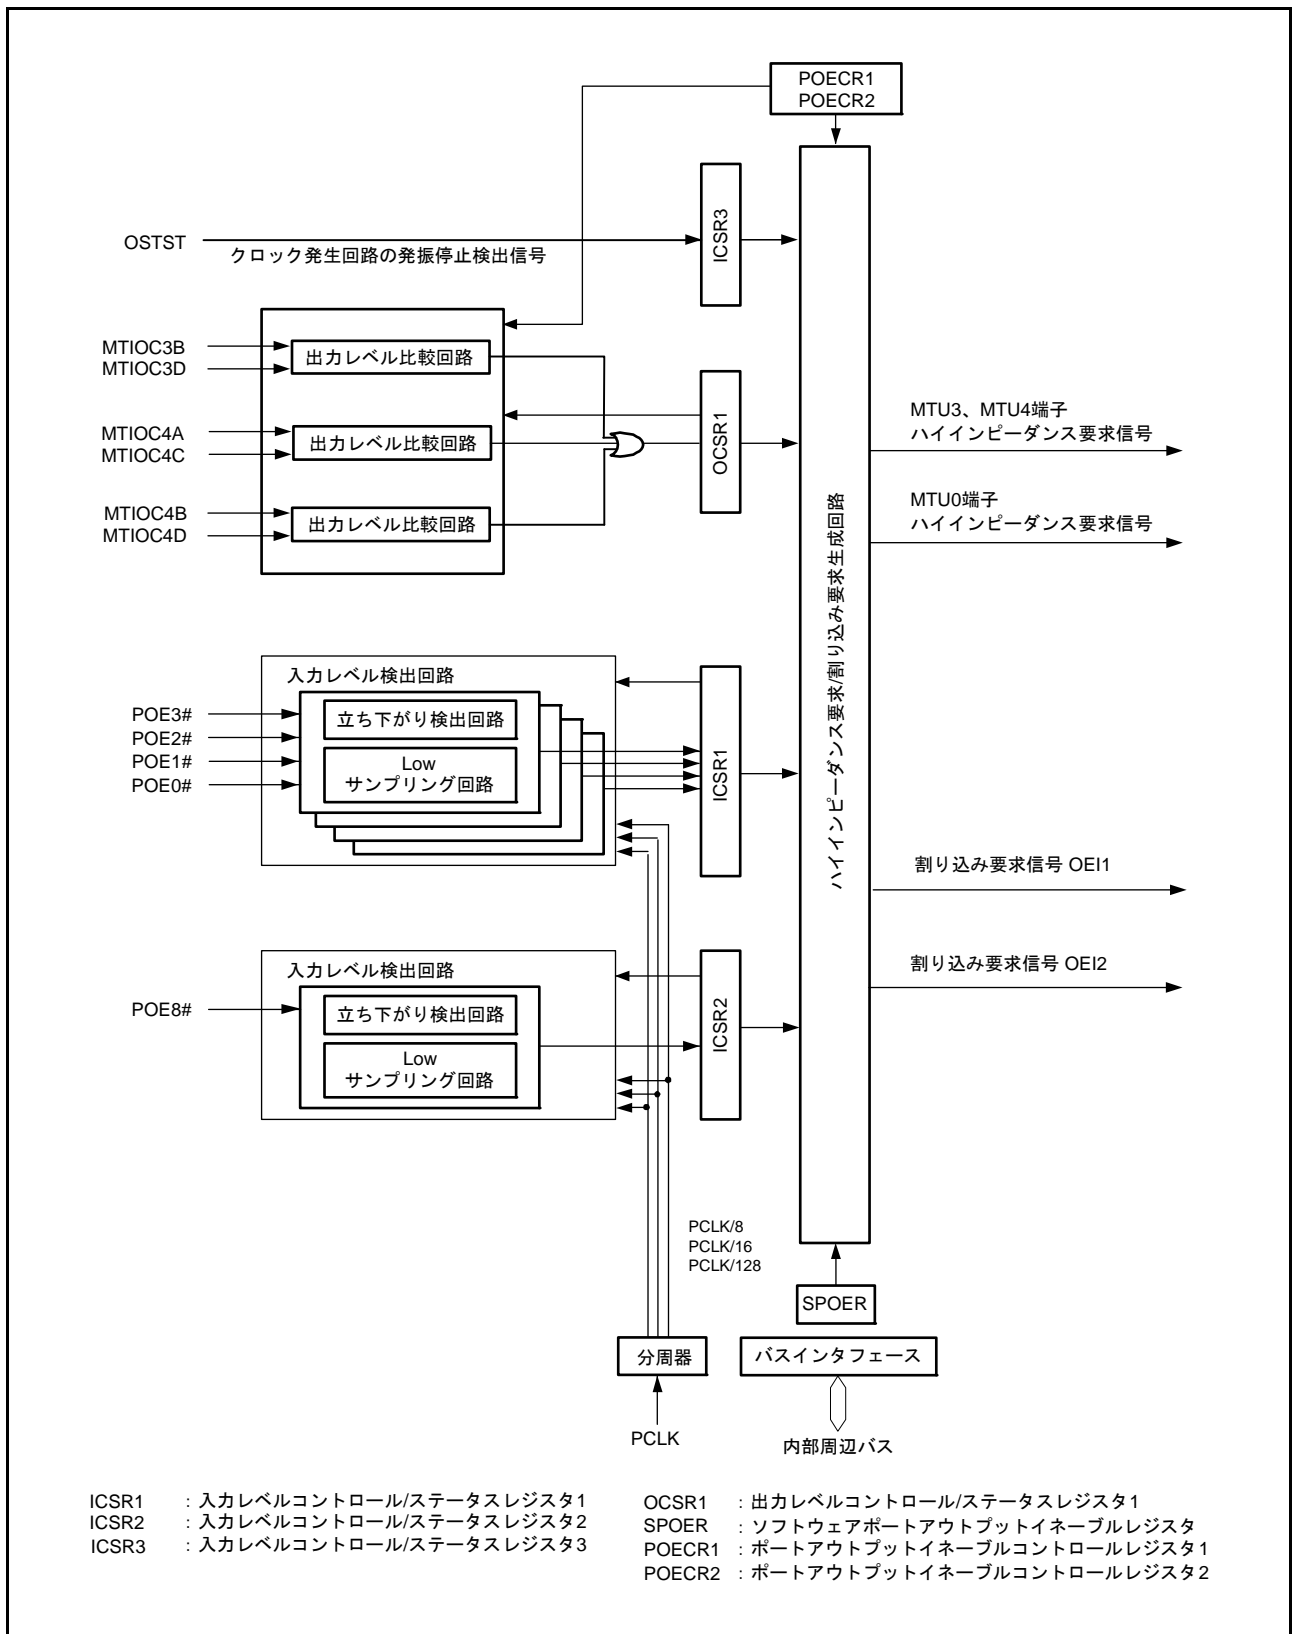 POECR1
POECR2
ICSR3
OSTST
クロック発生回路の発振停止検出信号
MTIOC3B
MTIOC3D
出力レベル比較回路
MTIOC4A
MTIOC4C
出力レベル比較回路
MTIOC4B
MTIOC4D
出力レベル比較回路
OCSR1
MTU3、MTU4端子
ハイインピーダンス要求信号
MTU0端子
ハイインピーダンス要求信号
ハイインピーダンス要求/割り込み要求生成回路
入力レベル検出回路
POE3#
POE2#
POE1#
POE0#
立ち下がり検出回路
Low
サンプリング回路
ICSR1
割り込み要求信号 OEI1
入力レベル検出回路
POE8#
立ち下がり検出回路
Low
サンプリング回路
ICSR2
割り込み要求信号 OEI2
PCLK/8
PCLK/16
PCLK/128
SPOER
分周器
バスインタフェース
PCLK
内部周辺バス
ICSR1 : 入力レベルコントロール/ステータスレジスタ1
ICSR2 : 入力レベルコントロール/ステータスレジスタ2
ICSR3 : 入力レベルコントロール/ステータスレジスタ3
OCSR1 : 出力レベルコントロール/ステータスレジスタ1
SPOER : ソフトウェアポートアウトプットイネーブルレジスタ
POECR1 : ポートアウトプットイネーブルコントロールレジスタ1
POECR2 : ポートアウトプットイネーブルコントロールレジスタ2